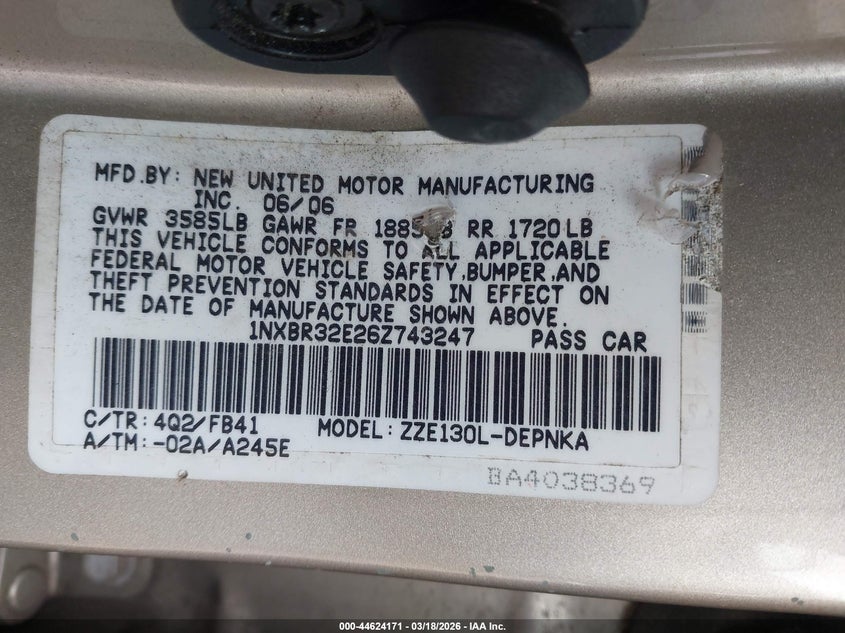 MFD.BY: NEW UNITED MOTOR MANUFACTURING
INC. 06/06
GVWR 3585LB GAWR FR 1885LB RR 1720LB
THIS VEHICLE CONFORMS TO ALL APPLICABLE
FEDERAL MOTOR VEHICLE SAFETY,BUMPER,AND
THEFT PREVENTION STANDARDS IN EFFECT ON
THE DATE OF MANUFACTURE SHOWN ABOVE.
1NXBR32E26Z743247 PASS CAR
C/TR: 4Q2/FB41 MODEL: ZZE130L-DEPNKA
A/TM: -02A/A245E
BA4038369
000-44624171 | 03/18/2026 - IAA Inc.